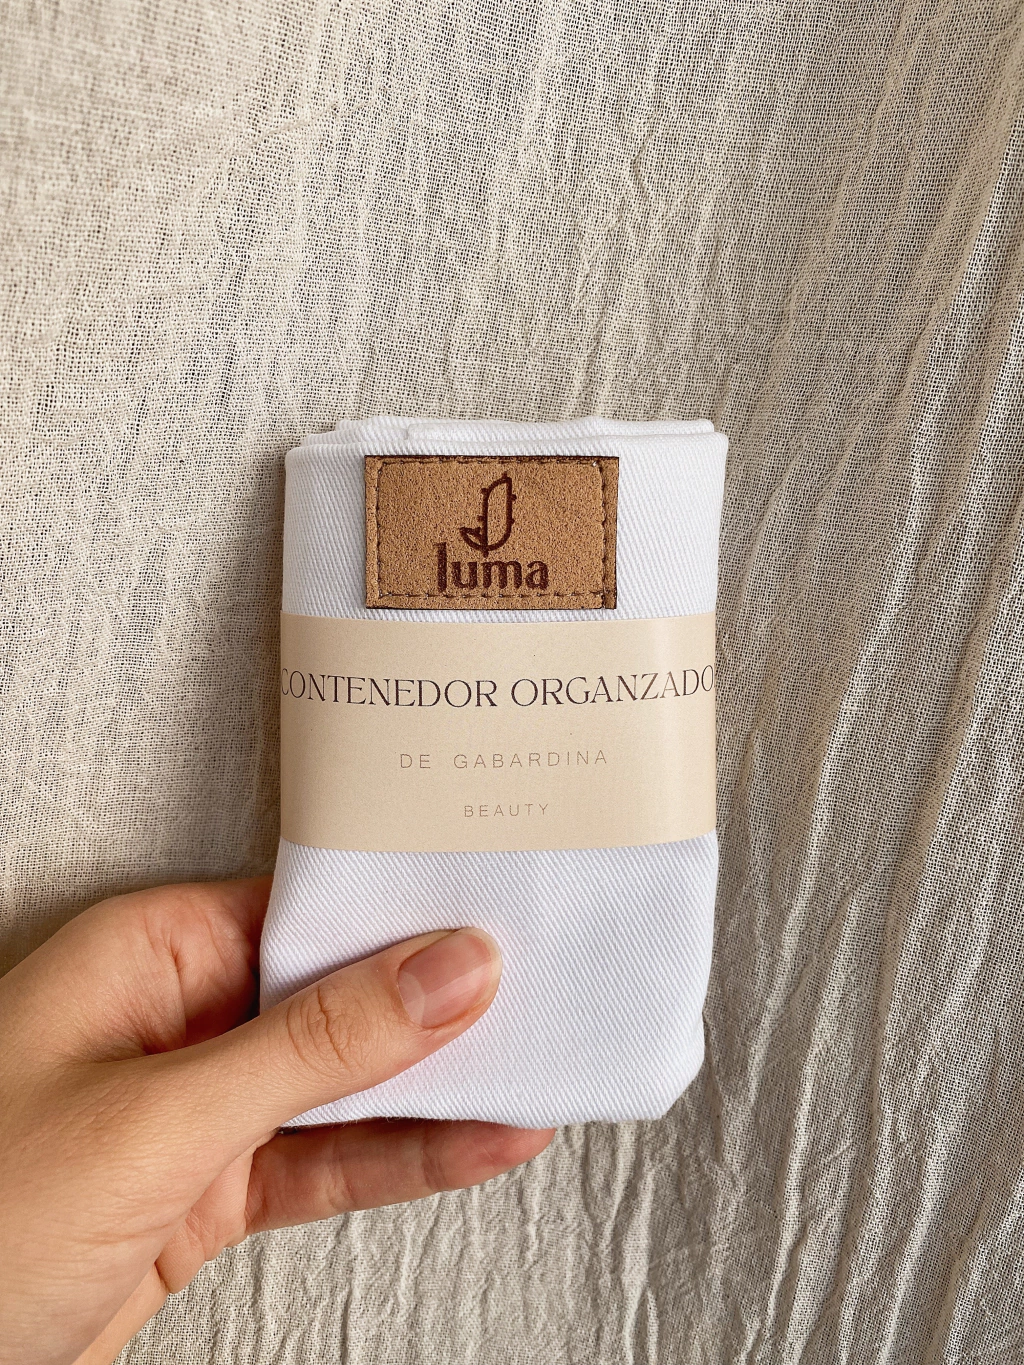 luma
CONTENEDOR ORGANZADO
DE GABARDINA
BEAUTY